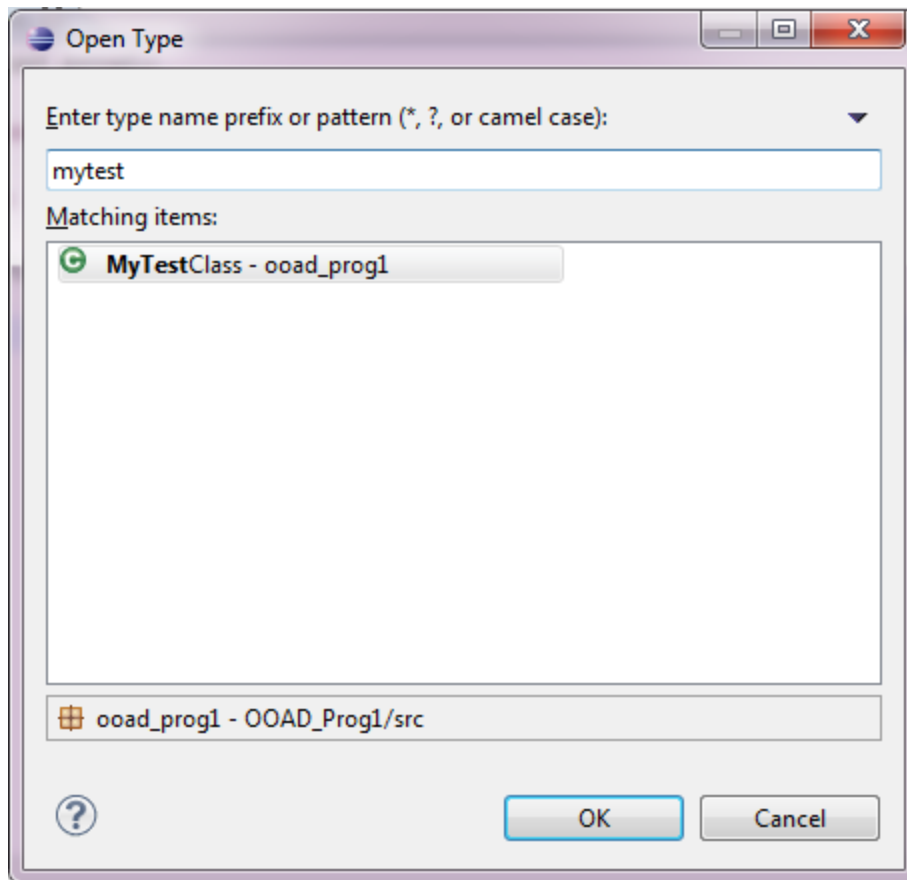 Open Type
Enter type name prefix or pattern (*, ?, or camel case):
mytest
Matching items:
MyTestClass - ooad_prog1
ooad_prog1 - OOAD_Prog1/src
OK
Cancel